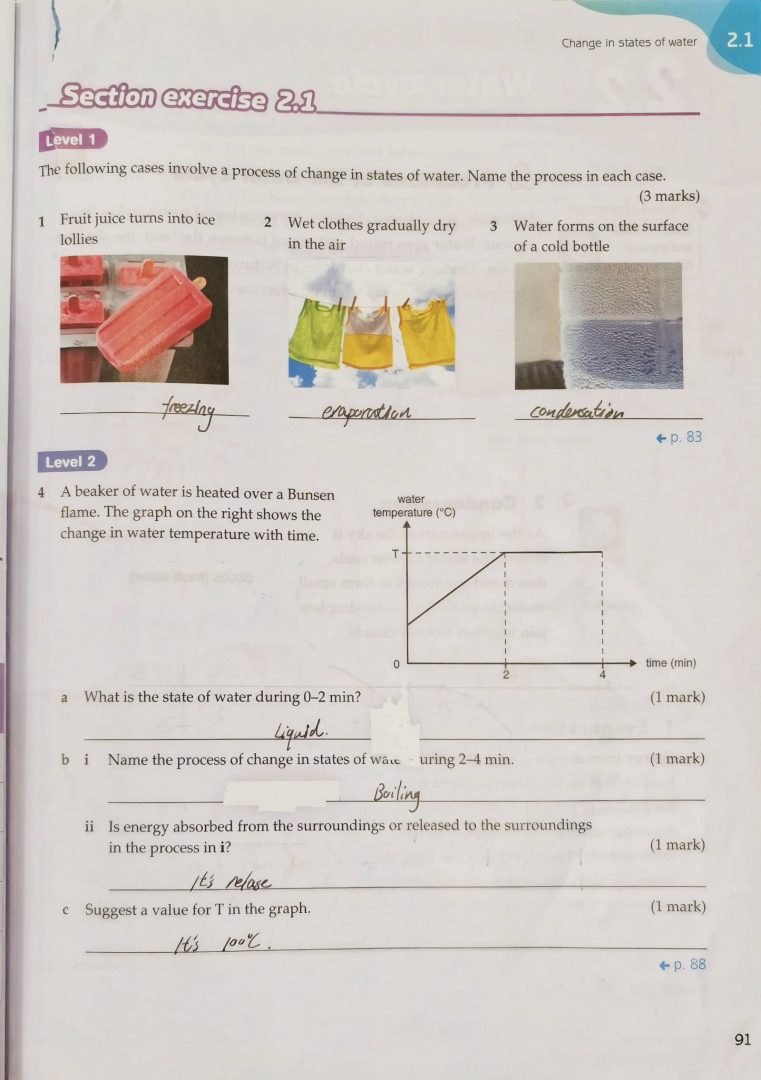 Change in states of water 2.1
Section exercise 2.1
Level 1
The following cases involve a process of change in states of water. Name the process in each case.
(3 marks)
1 Fruit juice turns into ice
lollies
2 Wet clothes gradually dry
in the air
3 Water forms on the surface
of a cold bottle
freezing
evaporation
condensation
← p. 83
Level 2
4 A beaker of water is heated over a Bunsen
flame. The graph on the right shows the
change in water temperature with time.
water
temperature (°C)
T
0
2
4
time (min)
a What is the state of water during 0–2 min? (1 mark)
Liquid.
b i Name the process of change in states of wate uring 2–4 min. (1 mark)
Boiling
ii Is energy absorbed from the surroundings or released to the surroundings
in the process in i? (1 mark)
It's relase
c Suggest a value for T in the graph. (1 mark)
It's 100℃.
← p. 88
91